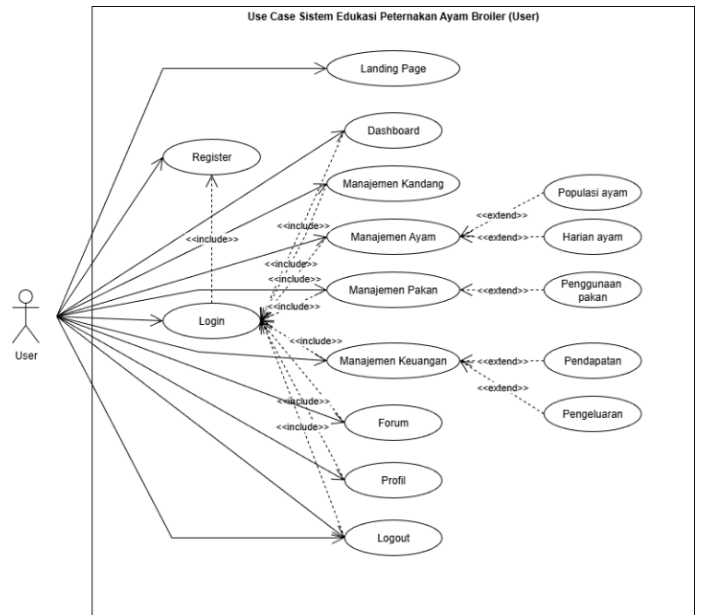 Use Case Sistem Edukasi Peternakan Ayam Broiler (User)
Landing Page
Dashboard
Register
Manajemen Kandang
Populasi ayam
<<extend>>
<<include>>
<<include>>
Manajemen Ayam
<<extend>>
Harian ayam
<<include>>
<<include>>
Manajemen Pakan
<<extend>>
Penggunaan
pakan
<<include>>
Login
User
<<include>>
Manajemen Keuangan
<<extend>>
Pendapatan
<<extend>>
<<include>>
Pengeluaran
Forum
<<include>>
Profil
Logout